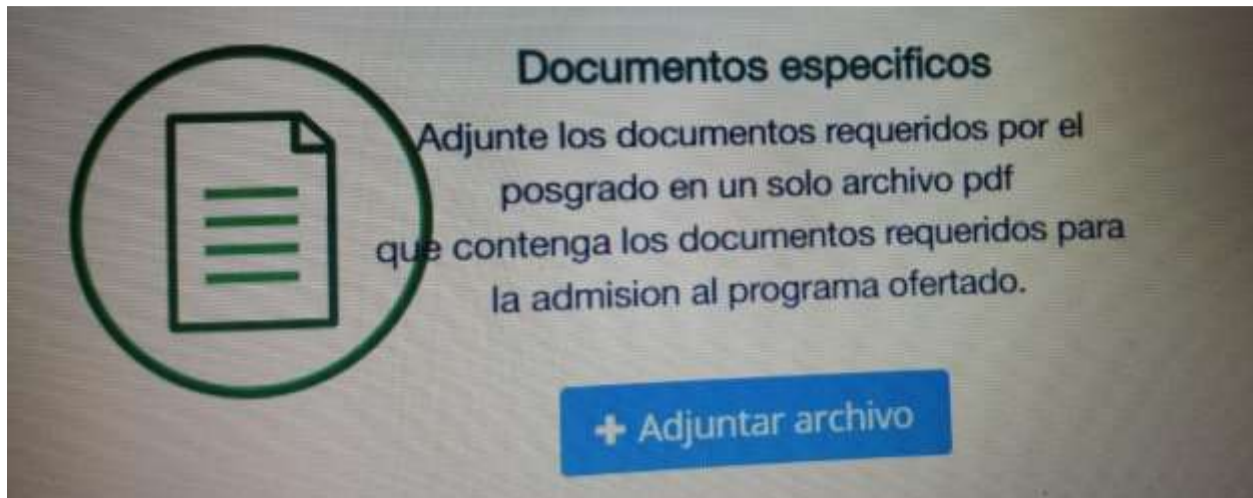 Documentos especificos
Adjunte los documentos requeridos por el
posgrado en un solo archivo pdf
que contenga los documentos requeridos para
la admision al programa ofertado.
+ Adjuntar archivo